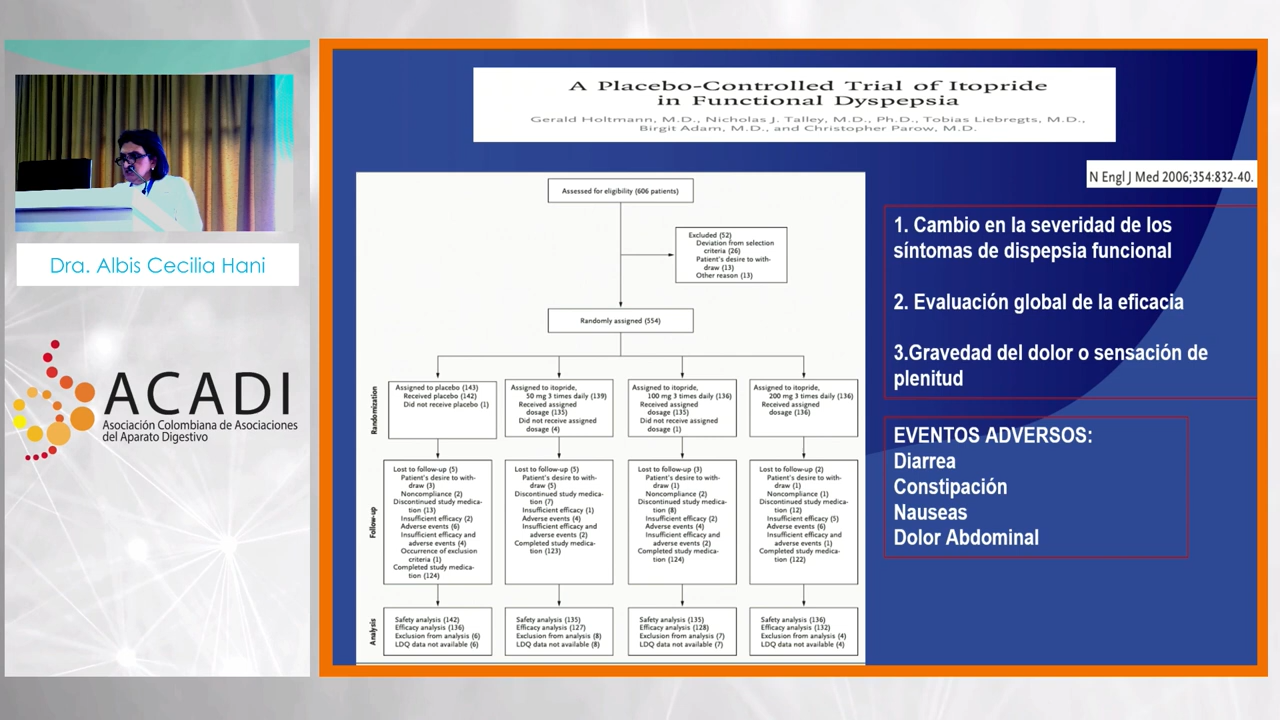 Dra. Albis Cecilia Hani
ACADI
Asociación Colombiana de Asociaciones
del Aparato Digestivo
A Placebo-Controlled Trial of Itopride
in Functional Dyspepsia
Gerald Holtmann, M.D., Nicholas J. Talley, M.D., Ph.D., Tobias Liebregts, M.D.,
Birgit Adam, M.D., and Christopher Parow, M.D.
N Engl J Med 2006;354:832-40.
Assessed for eligibility (606 patients)
Excluded (52)
Deviation from selection
criteria (26)
Patient's desire to with-
draw (13)
Other reason (13)
Randomly assigned (554)
Randomization
Assigned to placebo (143)
Received placebo (142)
Did not receive placebo (1)
Assigned to itopride,
50 mg 3 times daily (139)
Received assigned
dosage (135)
Did not receive assigned
dosage (4)
Assigned to itopride,
100 mg 3 times daily (136)
Received assigned
dosage (135)
Did not receive assigned
dosage (1)
Assigned to itopride,
200 mg 3 times daily (136)
Received assigned
dosage (136)
Follow-up
Lost to follow-up (5)
Patient's desire to with-
draw (3)
Noncompliance (2)
Discontinued study medica-
tion (13)
Insufficient efficacy (2)
Adverse events (6)
Insufficient efficacy and
adverse events (4)
Occurrence of exclusion
criteria (1)
Completed study medica-
tion (124)
Lost to follow-up (5)
Patient's desire to with-
draw (5)
Discontinued study medica-
tion (7)
Insufficient efficacy (1)
Adverse events (4)
Insufficient efficacy and
adverse events (2)
Completed study medica-
tion (123)
Lost to follow-up (3)
Patient's desire to with-
draw (1)
Noncompliance (2)
Discontinued study medica-
tion (8)
Insufficient efficacy (2)
Adverse events (4)
Insufficient efficacy and
adverse events (2)
Completed study medica-
tion (124)
Lost to follow-up (2)
Patient's desire to with-
draw (1)
Noncompliance (1)
Discontinued study medica-
tion (12)
Insufficient efficacy (5)
Adverse events (6)
Insufficient efficacy and
adverse events (1)
Completed study medica-
tion (122)
Analysis
Safety analysis (142)
Efficacy analysis (136)
Exclusion from analysis (6)
LDQ data not available (6)
Safety analysis (135)
Efficacy analysis (127)
Exclusion from analysis (8)
LDQ data not available (8)
Safety analysis (135)
Efficacy analysis (128)
Exclusion from analysis (7)
LDQ data not available (7)
Safety analysis (136)
Efficacy analysis (132)
Exclusion from analysis (4)
LDQ data not available (4)
1. Cambio en la severidad de los
síntomas de dispepsia funcional
2. Evaluación global de la eficacia
3.Gravedad del dolor o sensación de
plenitud
EVENTOS ADVERSOS:
Diarrea
Constipación
Nauseas
Dolor Abdominal